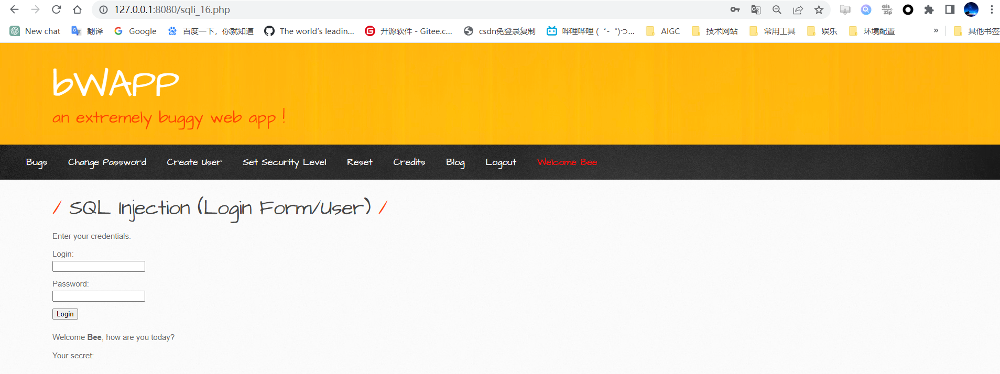 127.0.0.1:8080/sqli_16.php
Git Zip
New chat 翻译 Google 百度一下，你就知道 The world's leadin... 开源软件 - Gitee.c... csdn免登录复制 哔哩哔哩 (゜-゜)つ... AIGC 技术网站 常用工具 娱乐 环境配置 » 其他书签
bWAPP
an extremely buggy web app !
Bugs Change Password Create User Set Security Level Reset Credits Blog Logout Welcome Bee
/ SQL Injection (Login Form/User) /
Enter your credentials.
Login:
Password:
Login
Welcome Bee, how are you today?
Your secret: